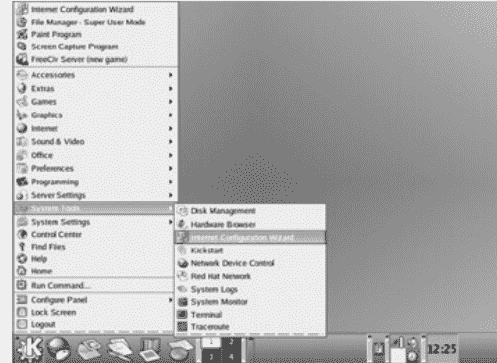 Internet Configuration Wizard
File Manager - Super User Mode
Paint Program
Screen Capture Program
FreeCiv Server (new game)
Accessories
Extras
Games
Graphics
Internet
Sound & Video
Office
Preferences
Programming
Server Settings
System Tools
System Settings
Control Center
Find Files
Help
Home
Run Command...
Configure Panel
Lock Screen
Logout
Disk Management
Hardware Browser
Internet Configuration Wizard
Kickstart
Network Device Control
Red Hat Network
System Logs
System Monitor
Terminal
Traceroute
1 2
3 4
12:25